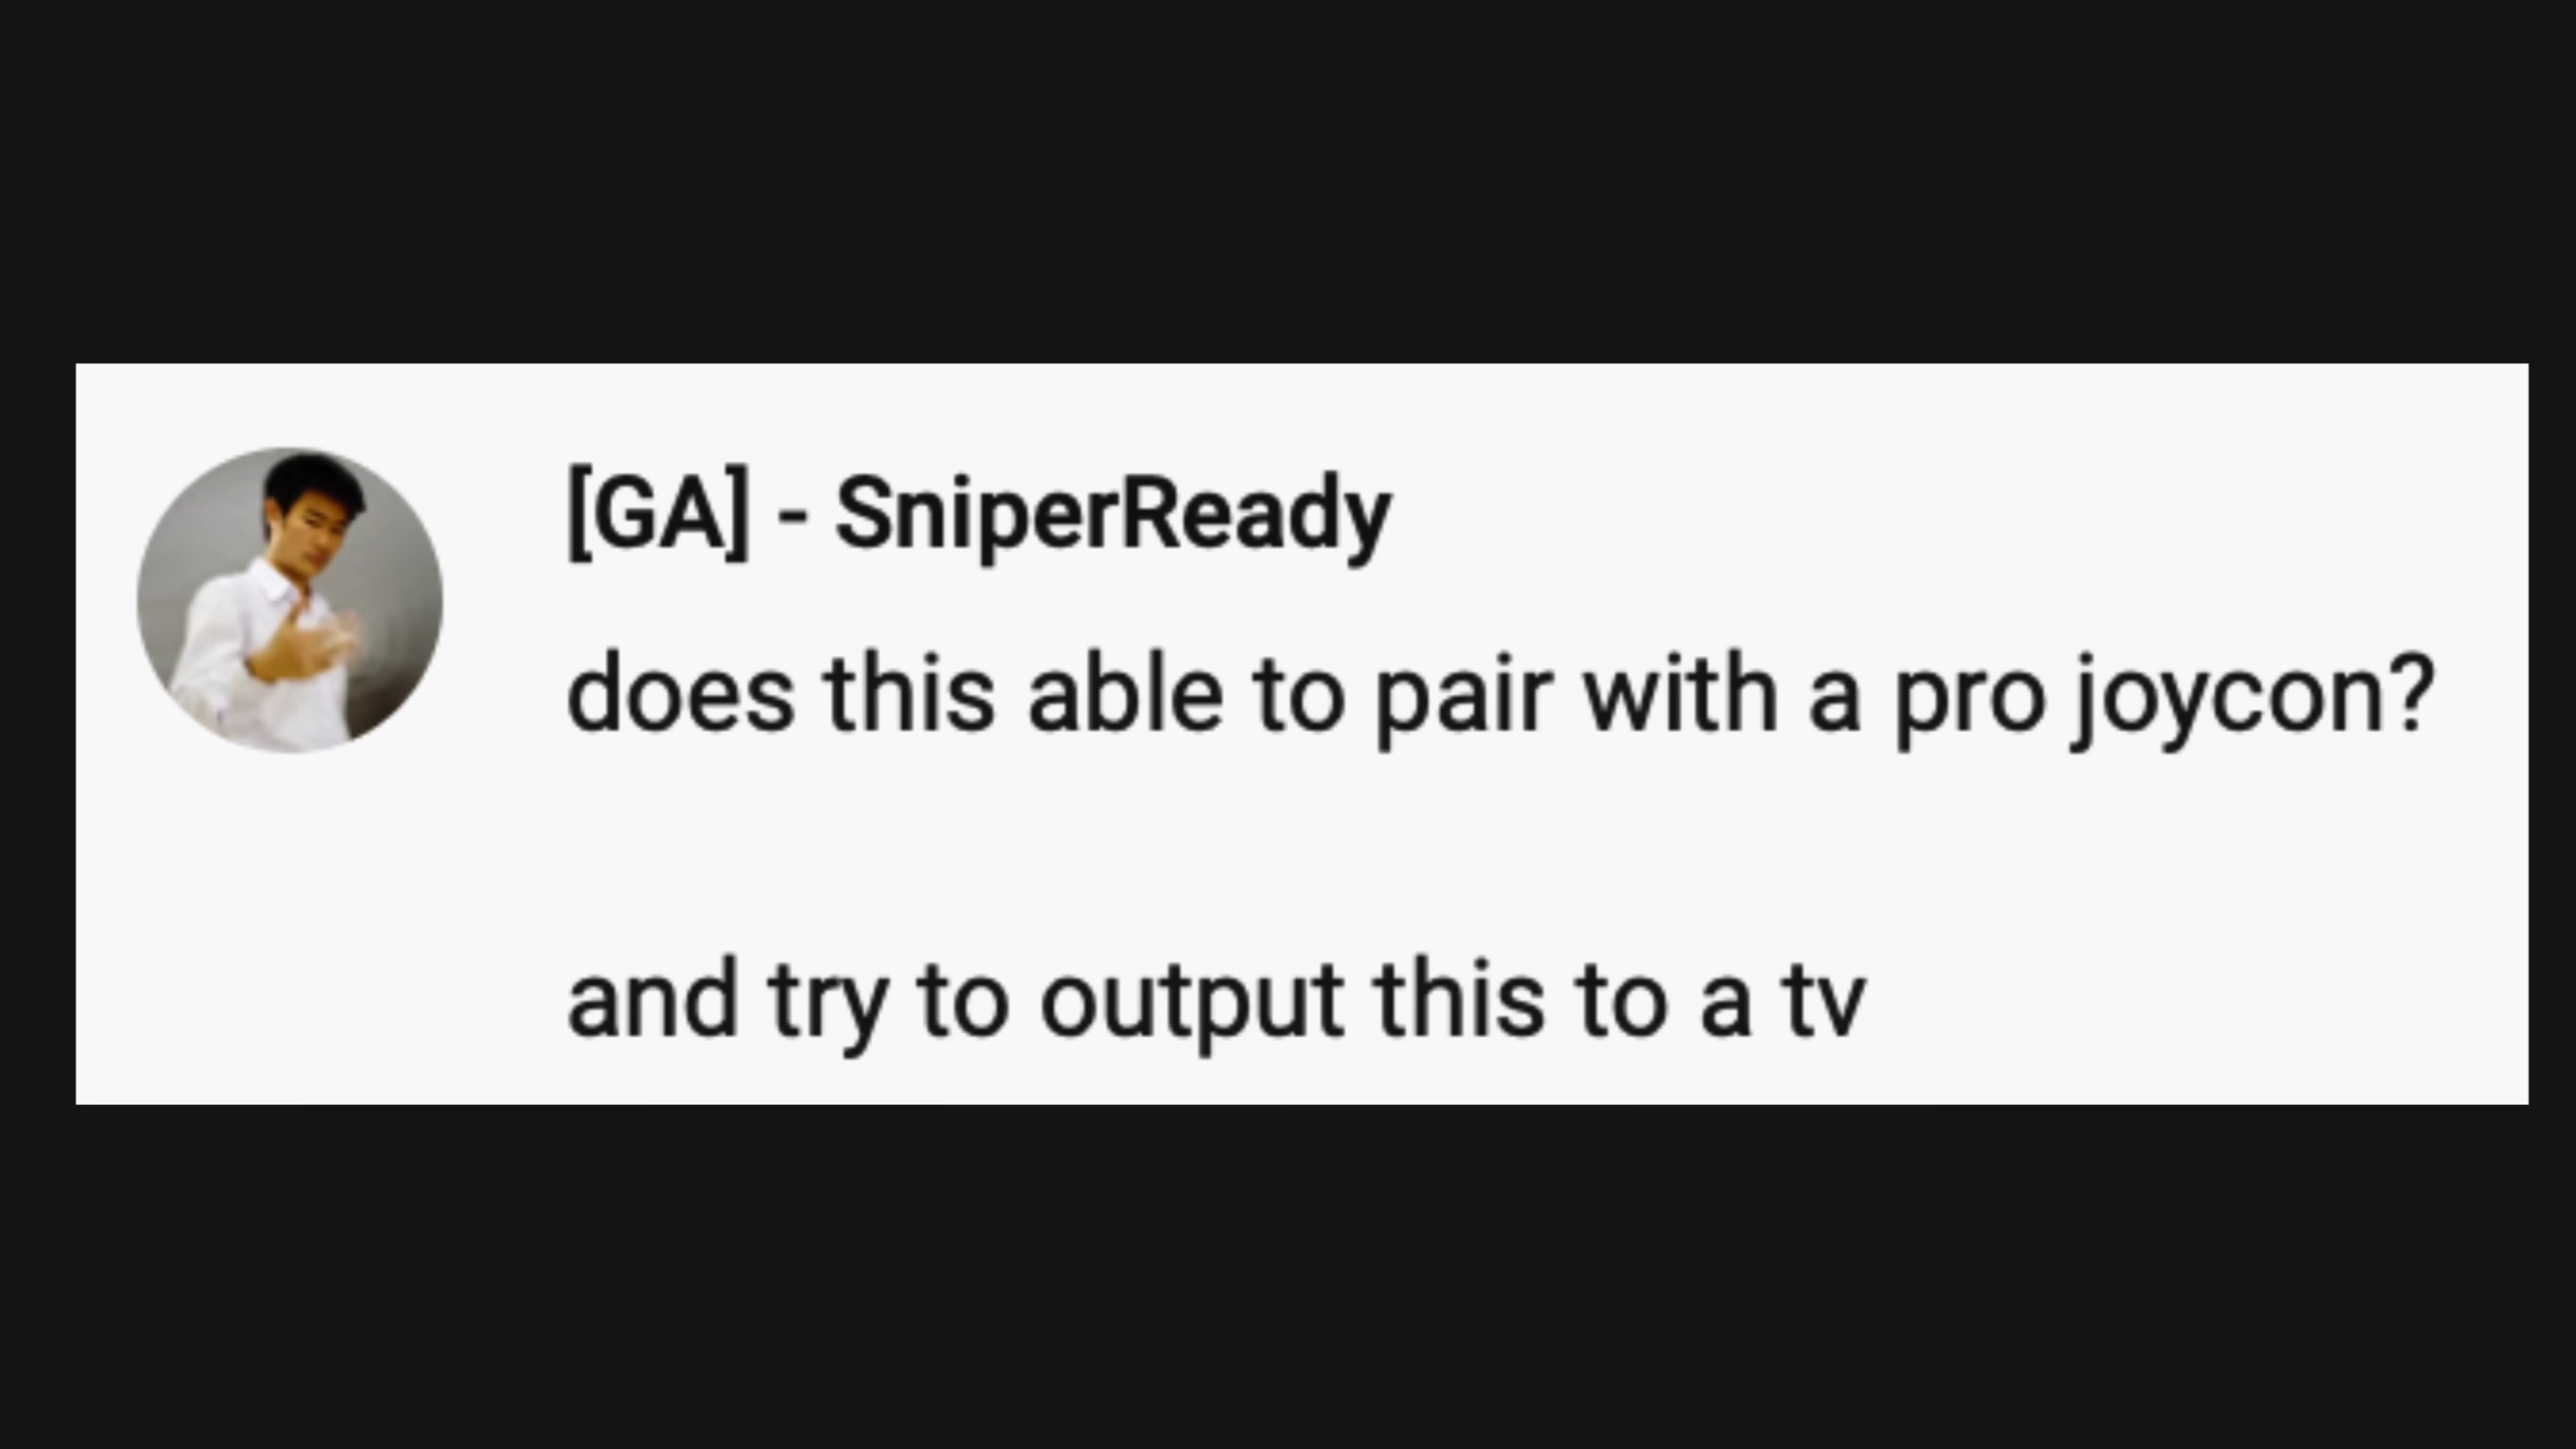 [GA] - SniperReady
does this able to pair with a pro joycon?
and try to output this to a tv